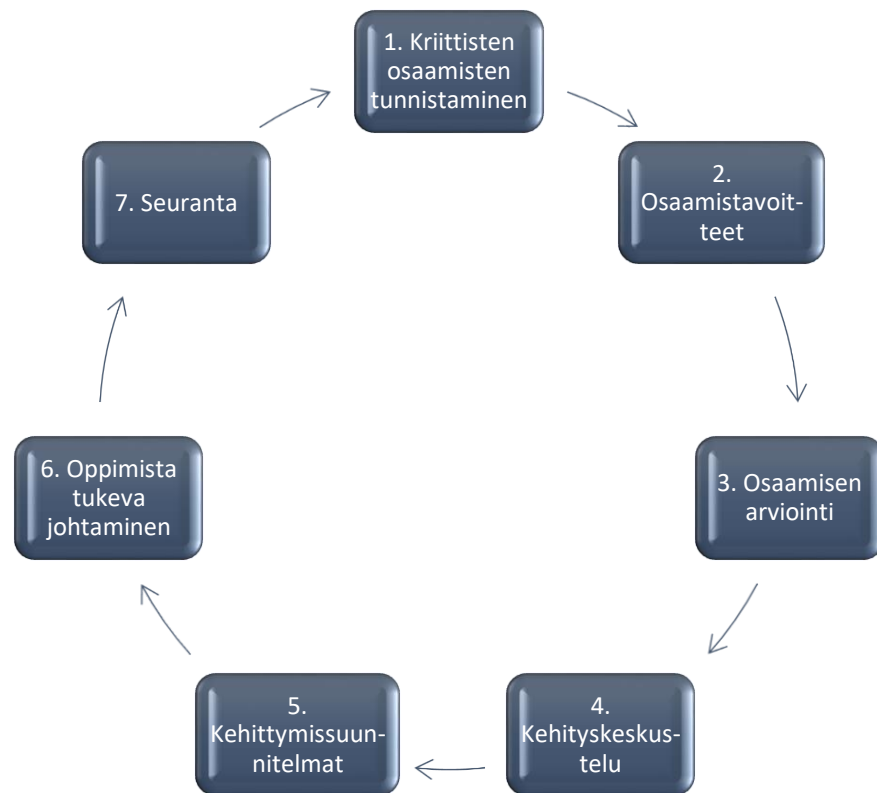 1. Kriittisten
osaamisten
tunnistaminen
2.
Osaamistavoit-
teet
3. Osaamisen
arviointi
4.
Kehityskeskus-
telu
5.
Kehittymissuun-
nitelmat
6. Oppimista
tukeva
johtaminen
7. Seuranta